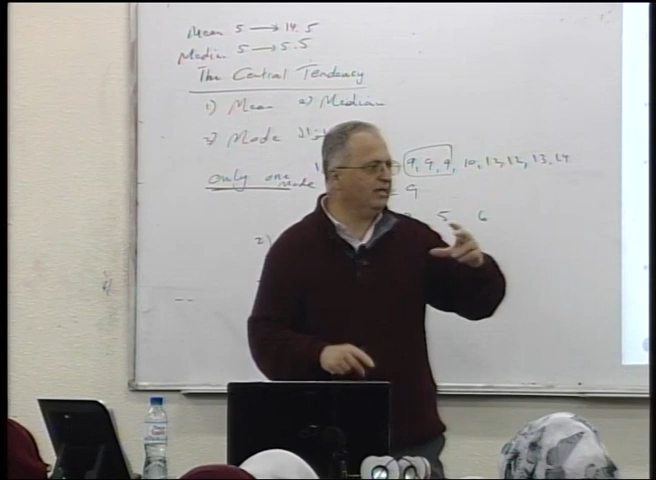 Mean 5 → 14.5
Median 5 → 5.5
The Central Tendency
1) Mean 2) Median
3) Mode
9, 9, 9, 10, 12, 12, 13, 14
only one mode = 9
5 6
2)